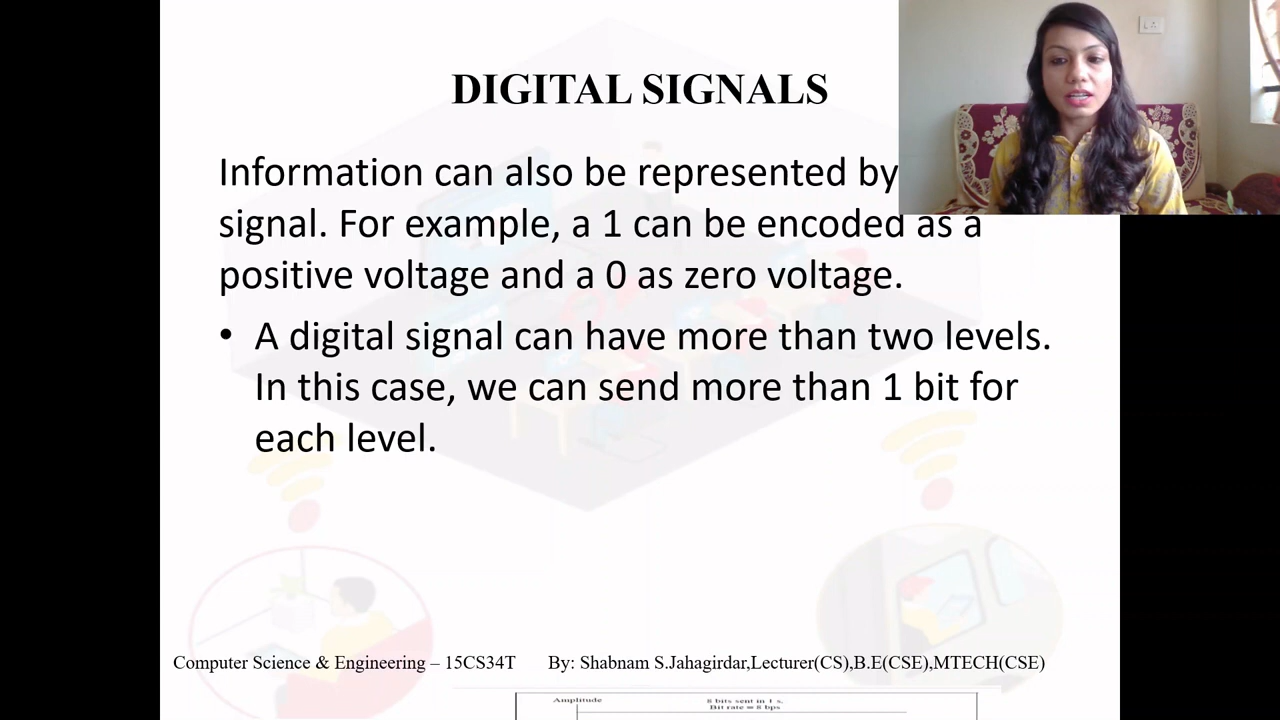 DIGITAL SIGNALS
Information can also be represented by
signal. For example, a 1 can be encoded as a
positive voltage and a 0 as zero voltage.
• A digital signal can have more than two levels.
In this case, we can send more than 1 bit for
each level.
Computer Science & Engineering – 15CS34T By: Shabnam S.Jahagirdar,Lecturer(CS),B.E(CSE),MTECH(CSE)
Amplitude 8 bits sent in 1 s.
Bit rate = 8 bps